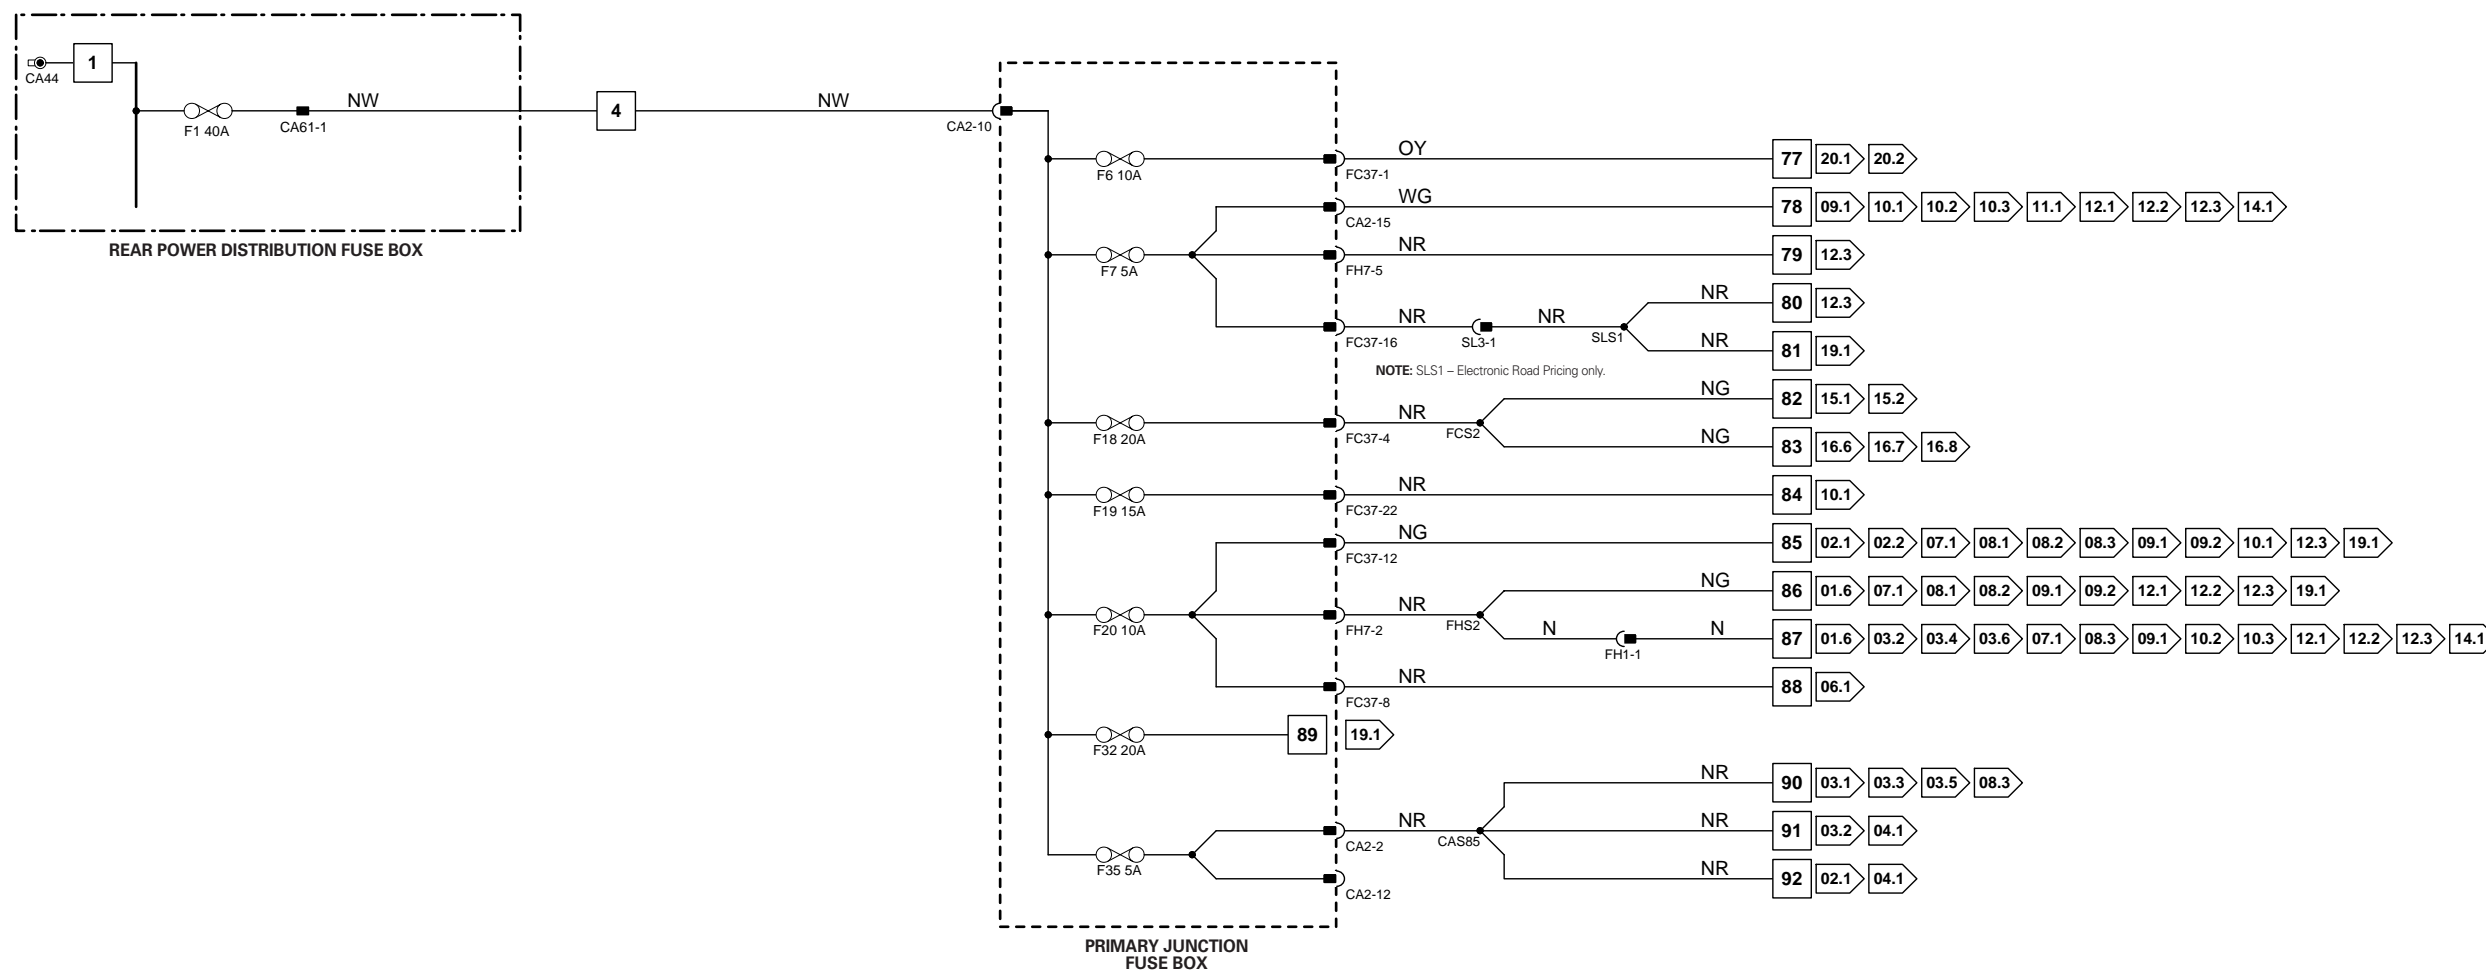 1
CA44
F1 40A
CA61-1
NW
4
NW
CA2-10
REAR POWER DISTRIBUTION FUSE BOX
F6 10A
FC37-1
OY
77 20.1 20.2
WG
CA2-15
78 09.1 10.1 10.2 10.3 11.1 12.1 12.2 12.3 14.1
F7 5A
NR
FH7-5
79 12.3
NR
80 12.3
NR
FC37-16
SL3-1
NR
SLS1
NR
81 19.1
NOTE: SLS1 – Electronic Road Pricing only.
NG
82 15.1 15.2
F18 20A
NR
FC37-4
FCS2
NG
83 16.6 16.7 16.8
F19 15A
NR
FC37-22
84 10.1
NG
FC37-12
85 02.1 02.2 07.1 08.1 08.2 08.3 09.1 09.2 10.1 12.3 19.1
NG
86 01.6 07.1 08.1 08.2 09.1 09.2 12.1 12.2 12.3 19.1
F20 10A
NR
FH7-2
FHS2
N
FH1-1
N
87 01.6 03.2 03.4 03.6 07.1 08.3 09.1 10.2 10.3 12.1 12.2 12.3 14.1
NR
FC37-8
88 06.1
F32 20A
89 19.1
NR
90 03.1 03.3 03.5 08.3
F35 5A
NR
CA2-2
CAS85
NR
91 03.2 04.1
CA2-12
NR
92 02.1 04.1
PRIMARY JUNCTION
FUSE BOX